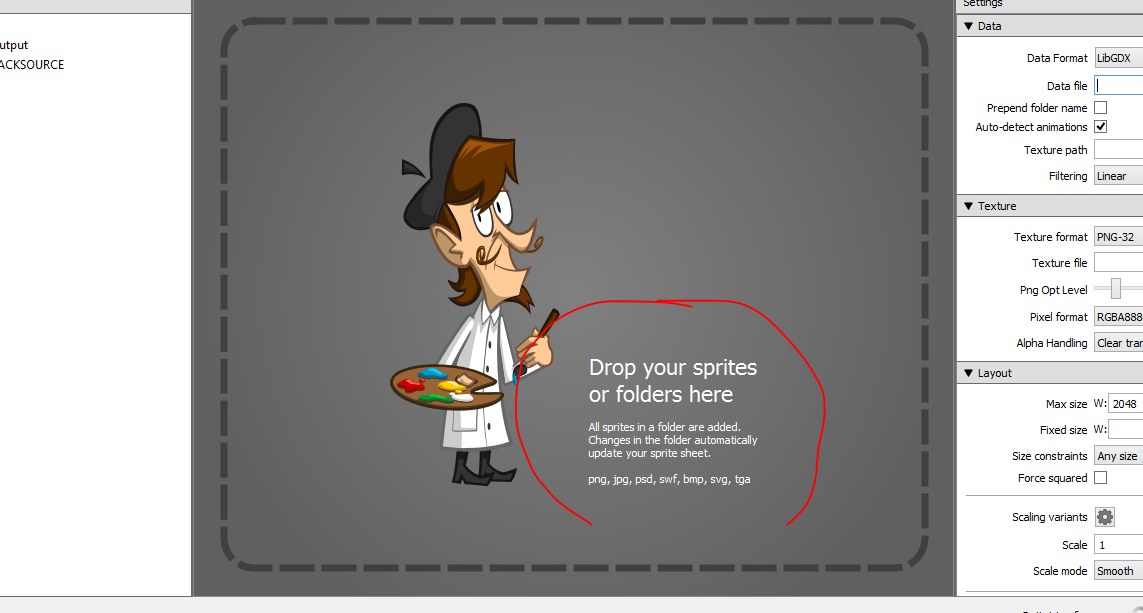 Settings
utput
ACKSOURCE
Data
Data Format LibGDX
Data file
Prepend folder name
Auto-detect animations
Texture path
Filtering Linear
Texture
Texture format PNG-32
Texture file
Png Opt Level
Pixel format RGBA888
Alpha Handling Clear tran
Layout
Max size W: 2048
Fixed size W:
Size constraints Any size
Force squared
Scaling variants
Scale 1
Scale mode Smooth
Drop your sprites
or folders here
All sprites in a folder are added.
Changes in the folder automatically
update your sprite sheet.
png, jpg, psd, swf, bmp, svg, tga